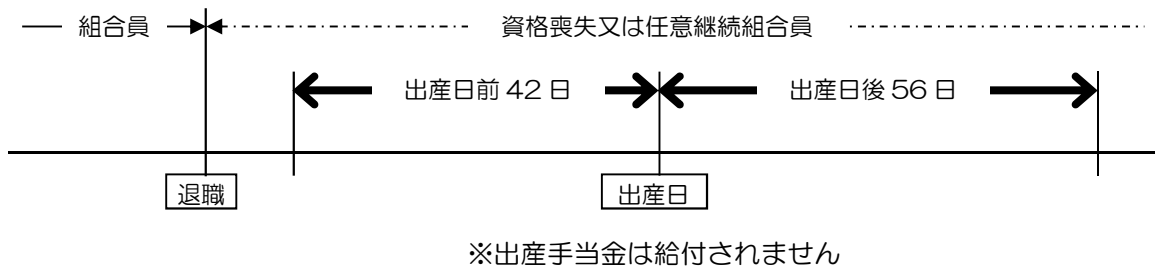 組合員 資格喪失又は任意継続組合員
出産日前 42 日 出産日後 56 日
退職 出産日
※出産手当金は給付されません